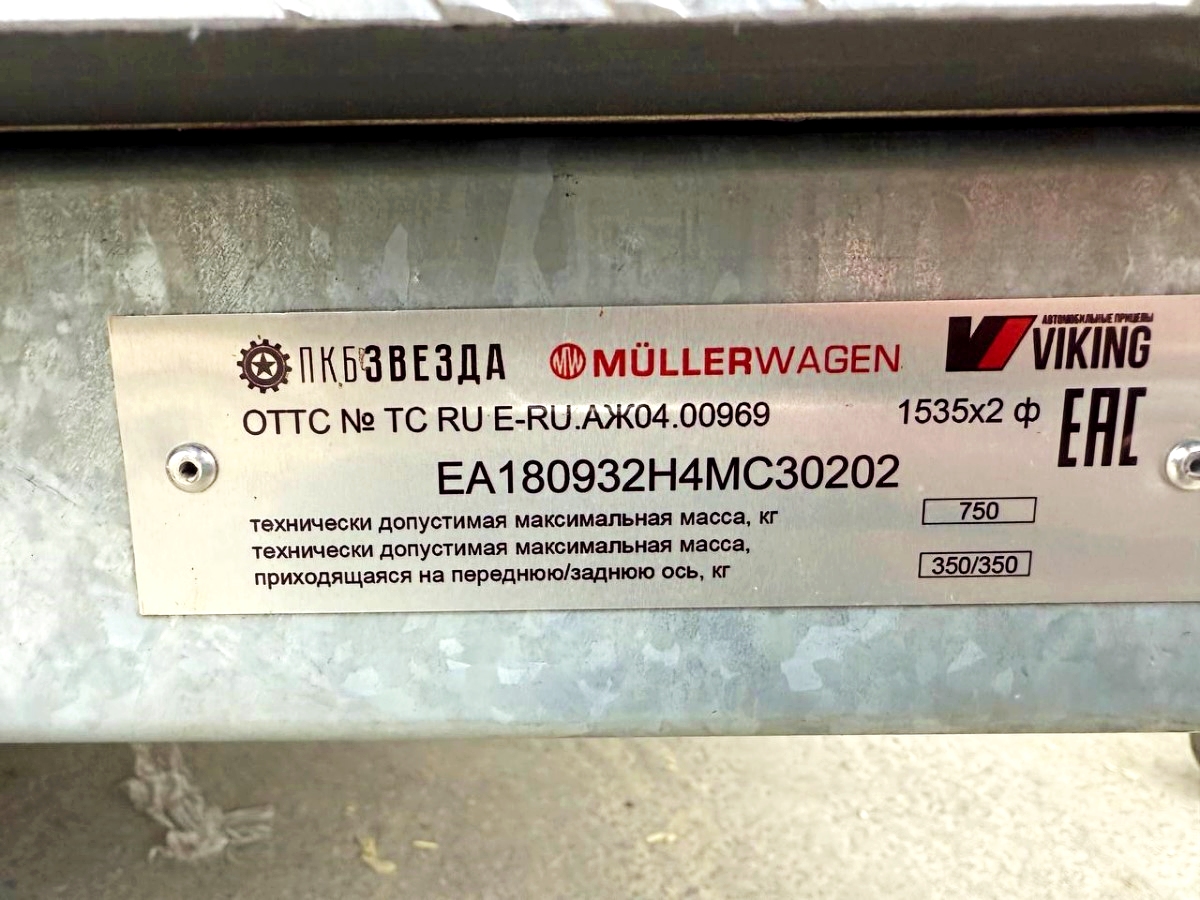 ПКБЗВЕЗДА
MW MÜLLERWAGEN
АВТОМОБИЛЬНЫЕ ПРИЦЕПЫ
VIKING
ОТТС № ТС RU E-RU.АЖ04.00969 1535x2 ф
EAC
EA180932H4MC30202
технически допустимая максимальная масса, кг 750
технически допустимая максимальная масса,
приходящаяся на переднюю/заднюю ось, кг 350/350